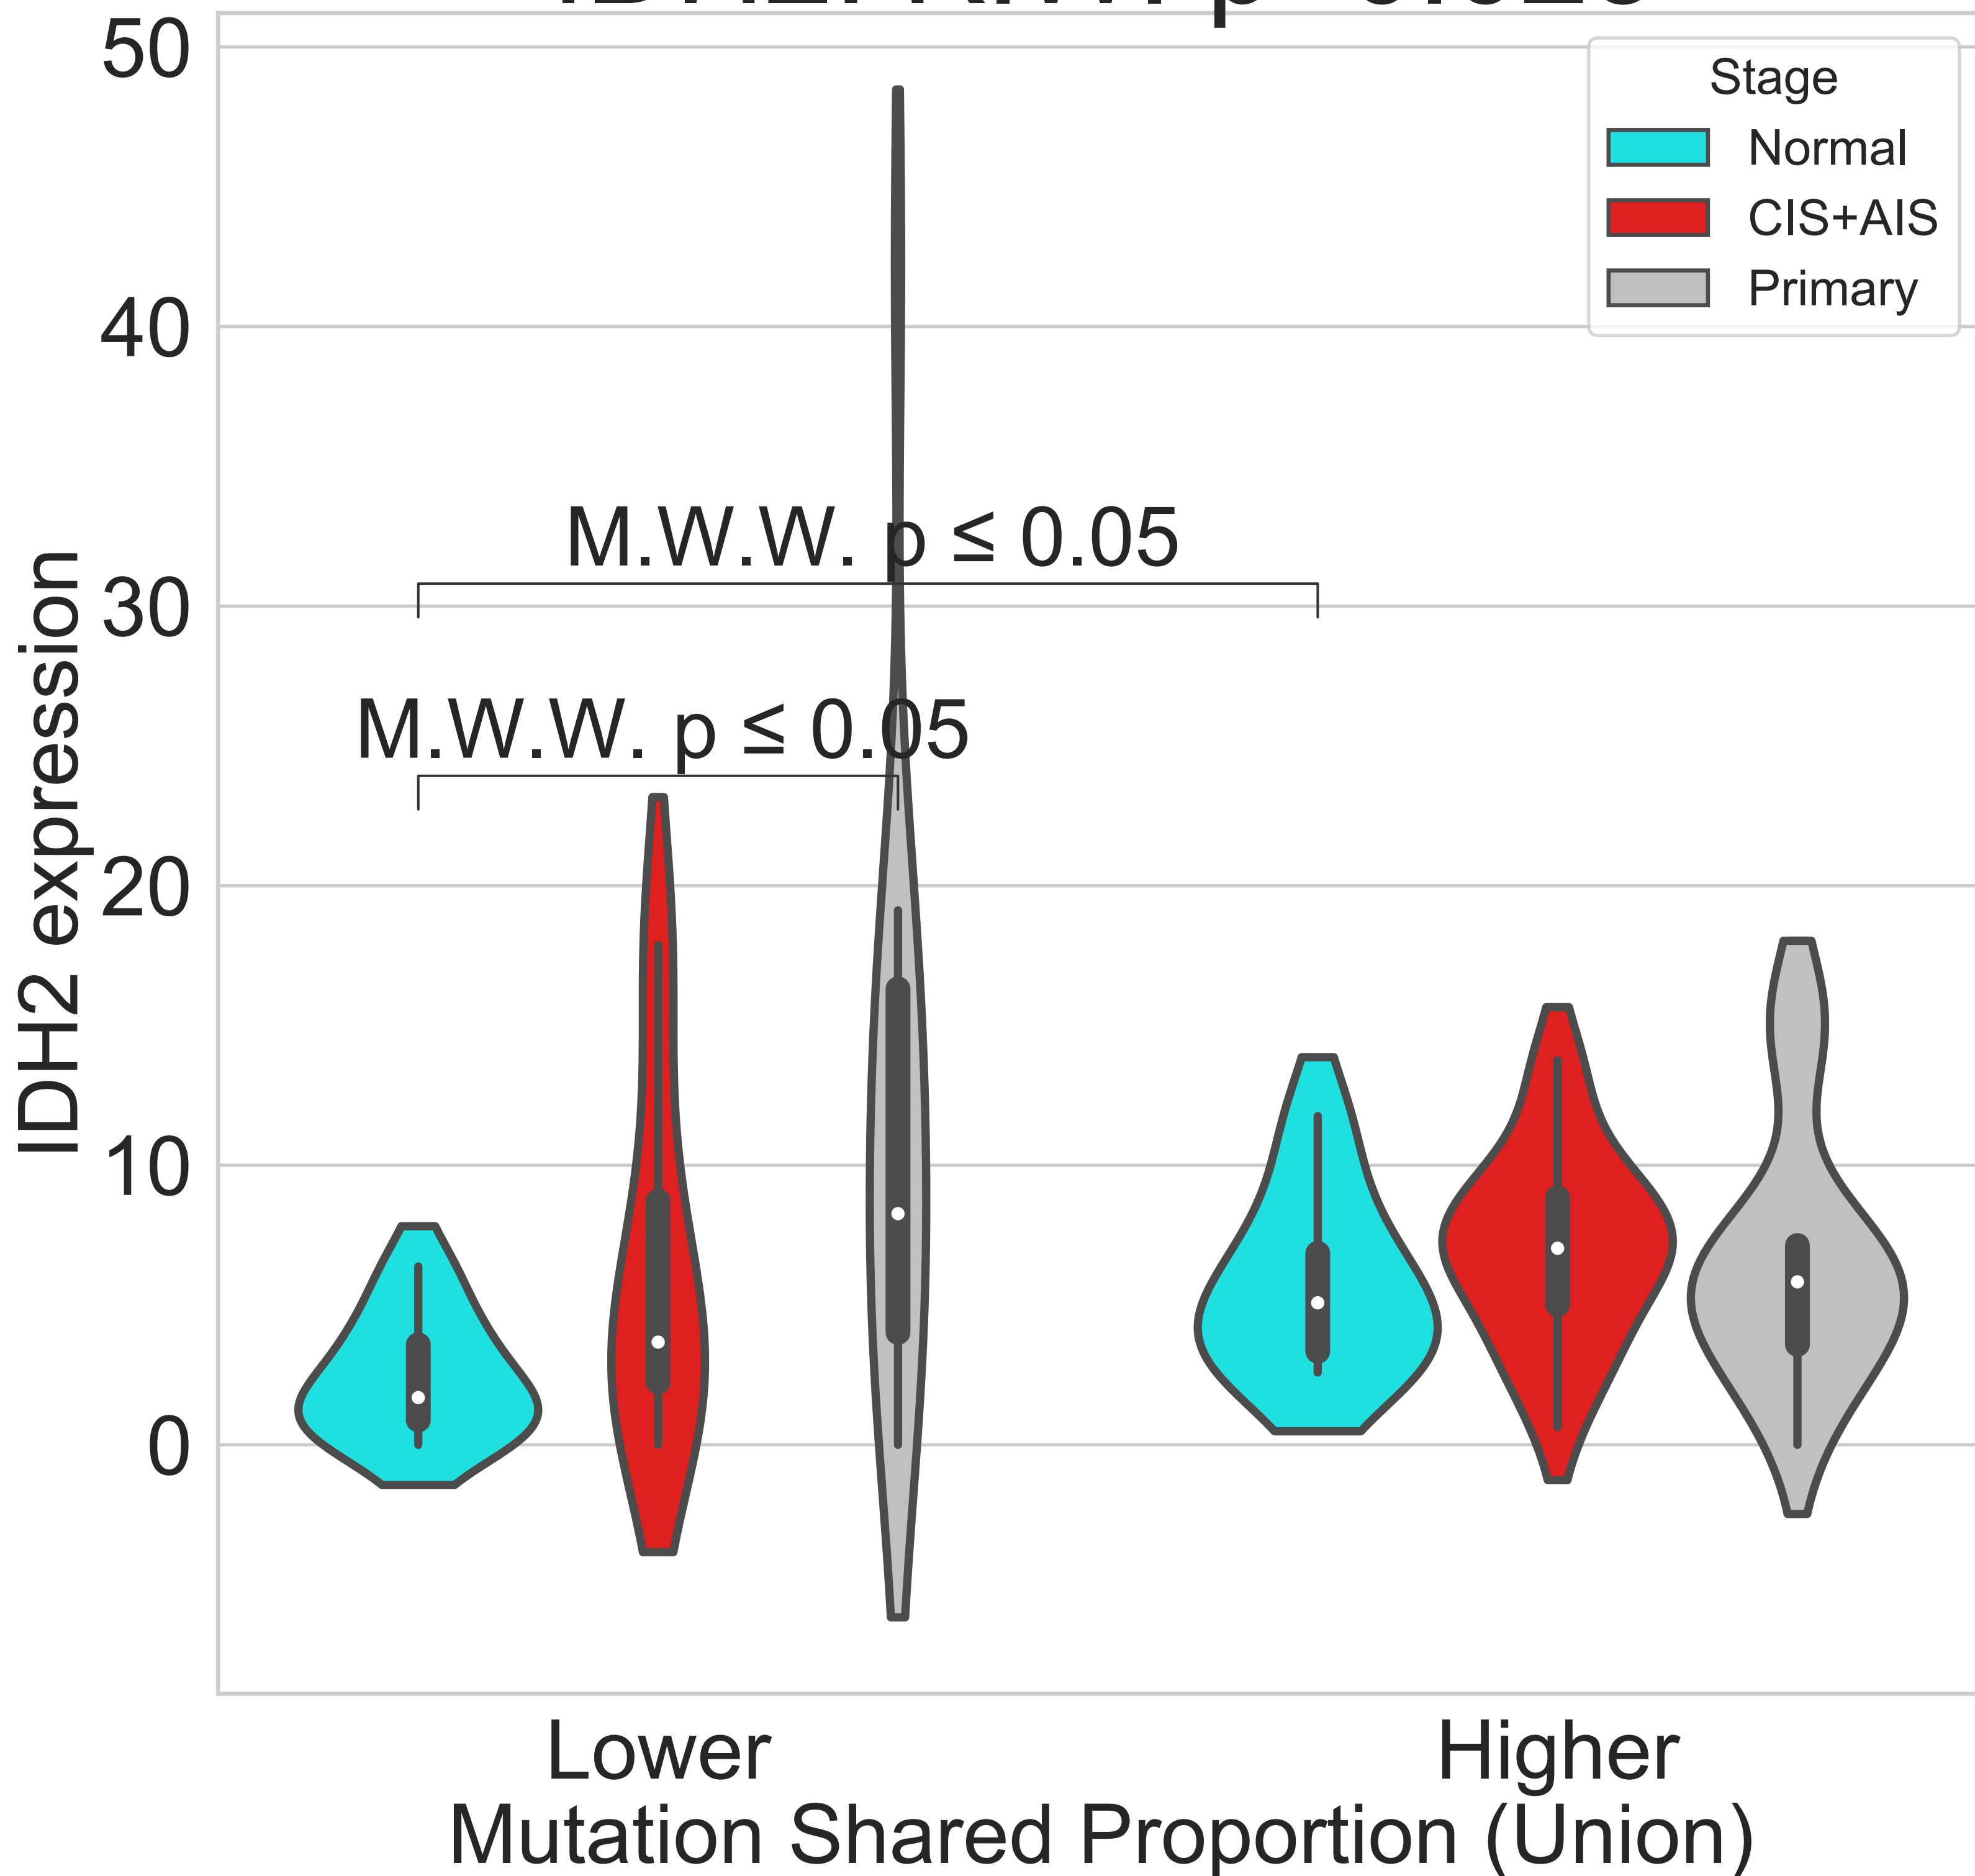 50
40
30
20
10
0
IDH2 expression
Stage
Normal
CIS+AIS
Primary
M.W.W. p ≤ 0.05
M.W.W. p ≤ 0.05
Lower
Higher
Mutation Shared Proportion (Union)